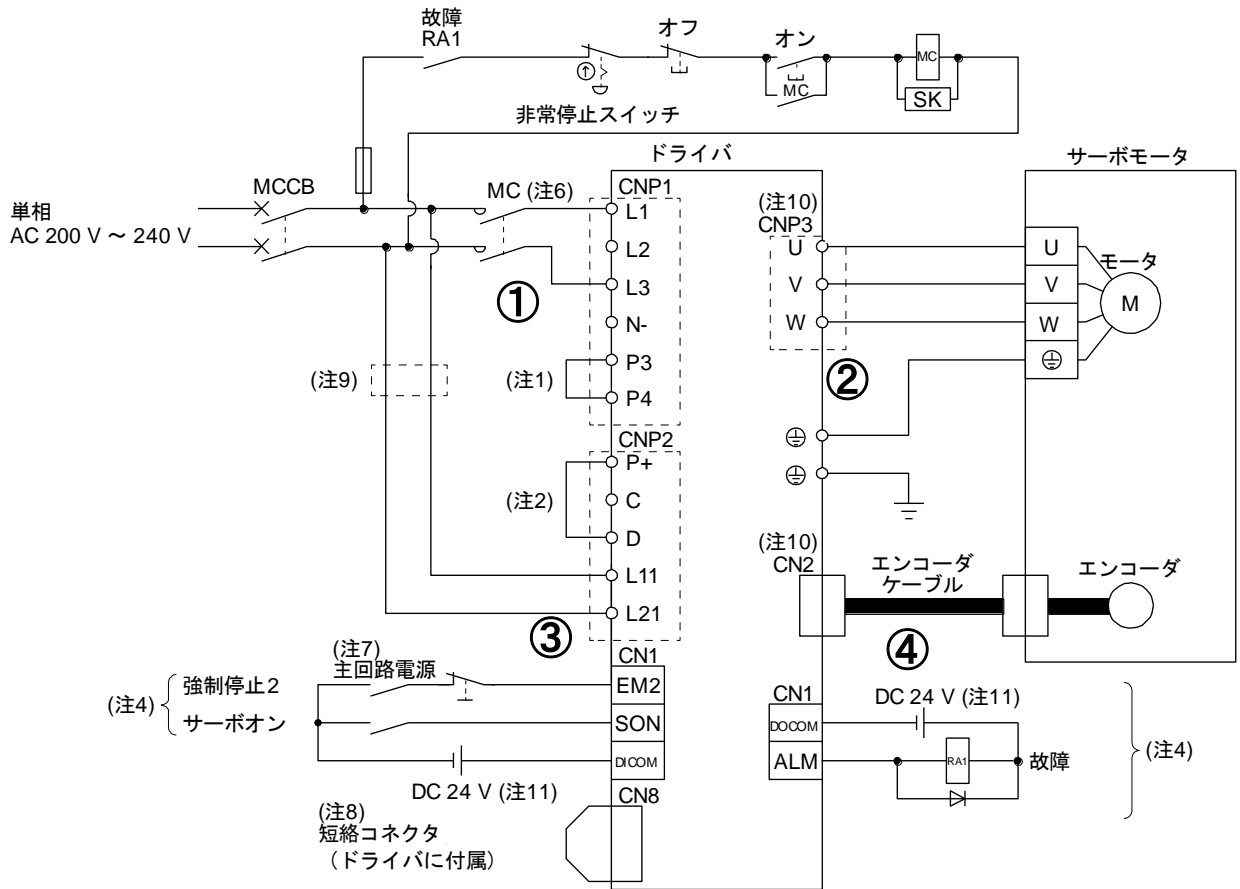 故障
RA1
オフ
オン
MC
MC
SK
非常停止スイッチ
ドライバ
サーボモータ
MCCB
MC (注6)
単相
AC 200 V ～ 240 V
CNP1
L1
L2
L3
N-
P3
P4
①
(注9)
(注1)
(注10)
CNP3
U
V
W
②
U
V
W
モータ
M
CNP2
P+
C
D
L11
L21
(注2)
③
(注10)
CN2
エンコーダ
ケーブル
エンコーダ
④
(注7)
主回路電源
(注4)
強制停止2
サーボオン
CN1
EM2
SON
DICOM
DC 24 V (注11)
CN1
DOCOM
ALM
DC 24 V (注11)
RA1
故障
(注4)
CN8
(注8)
短絡コネクタ
（ドライバに付属）